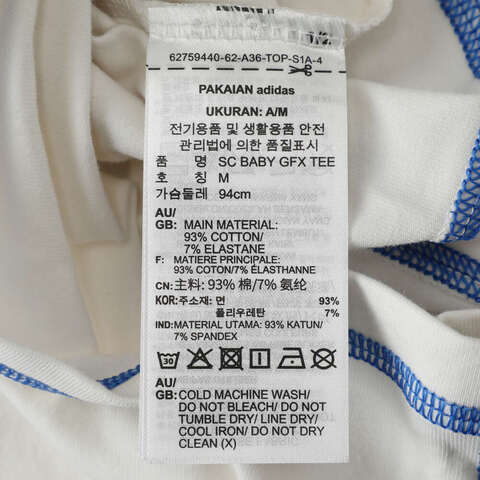 62759440-62-A36-TOP-S1A-4
PAKAIAN adidas
UKURAN: A/M
전기용품 및 생활용품 안전
관리법에 의한 품질표시
품 명 SC BABY GFX TEE
호 칭 M
가슴둘레 94cm
AU/
GB: MAIN MATERIAL:
93% COTTON/
7% ELASTANE
F: MATIERE PRINCIPALE:
93% COTON/7% ELASTHANNE
CN: 主料: 93% 棉/7% 氨纶
KOR: 주소재: 면 93%
폴리우레탄 7%
IND: MATERIAL UTAMA: 93% KATUN/
7% SPANDEX
30
AU/
GB: COLD MACHINE WASH/
DO NOT BLEACH/ DO NOT
TUMBLE DRY/ LINE DRY/
COOL IRON/ DO NOT DRY
CLEAN (X)